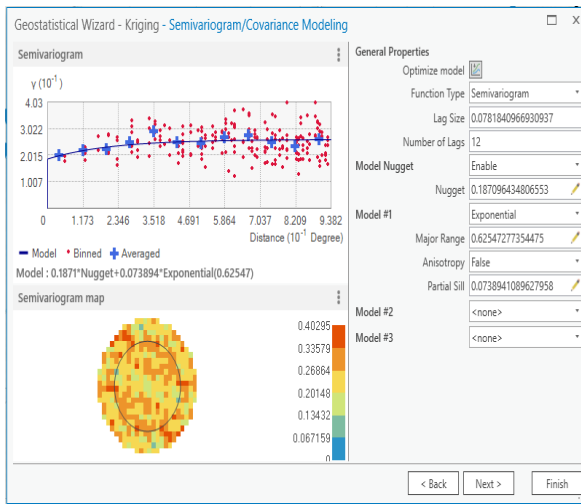 Geostatistical Wizard - Kriging - Semivariogram/Covariance Modeling
Semivariogram
γ (10⁻¹)
4.03
3.022
2.015
1.007
0 1.173 2.346 3.518 4.691 5.864 7.037 8.209 9.382
Distance (10⁻¹ Degree)
Model Binned Averaged
Model : 0.1871*Nugget+0.073894*Exponential(0.62547)
Semivariogram map
0.40295
0.33579
0.26864
0.20148
0.13432
0.067159
0
General Properties
Optimize model
Function Type Semivariogram
Lag Size 0.0781840966930937
Number of Lags 12
Model Nugget Enable
Nugget 0.187096434806553
Model #1 Exponential
Major Range 0.62547277354475
Anisotropy False
Partial Sill 0.0738941089627958
Model #2 <none>
Model #3 <none>
< Back Next > Finish